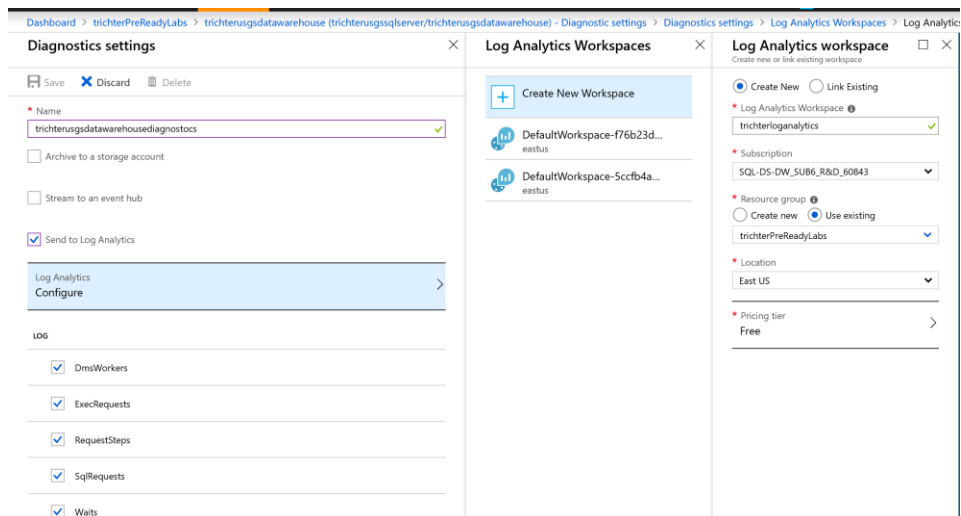 Dashboard > trichterPreReadyLabs > trichterusgsdatawarehouse (trichterusgssqlserver/trichterusgsdatawarehouse) - Diagnostic settings > Diagnostics settings > Log Analytics Workspaces > Log Analytics
Diagnostics settings
Save Discard Delete
* Name
trichterusgsdatawarehousediagnostocs
Archive to a storage account
Stream to an event hub
Send to Log Analytics
Log Analytics
Configure
LOG
DmsWorkers
ExecRequests
RequestSteps
SqlRequests
Waits
Log Analytics Workspaces
Create New Workspace
DefaultWorkspace-f76b23d...
eastus
DefaultWorkspace-5ccfb4a...
eastus
Log Analytics workspace
Create new or link existing workspace
Create New Link Existing
* Log Analytics Workspace
trichterloganalytics
* Subscription
SQL-DS-DW_SUB6_R&D_60843
* Resource group
Create new Use existing
trichterPreReadyLabs
* Location
East US
* Pricing tier
Free